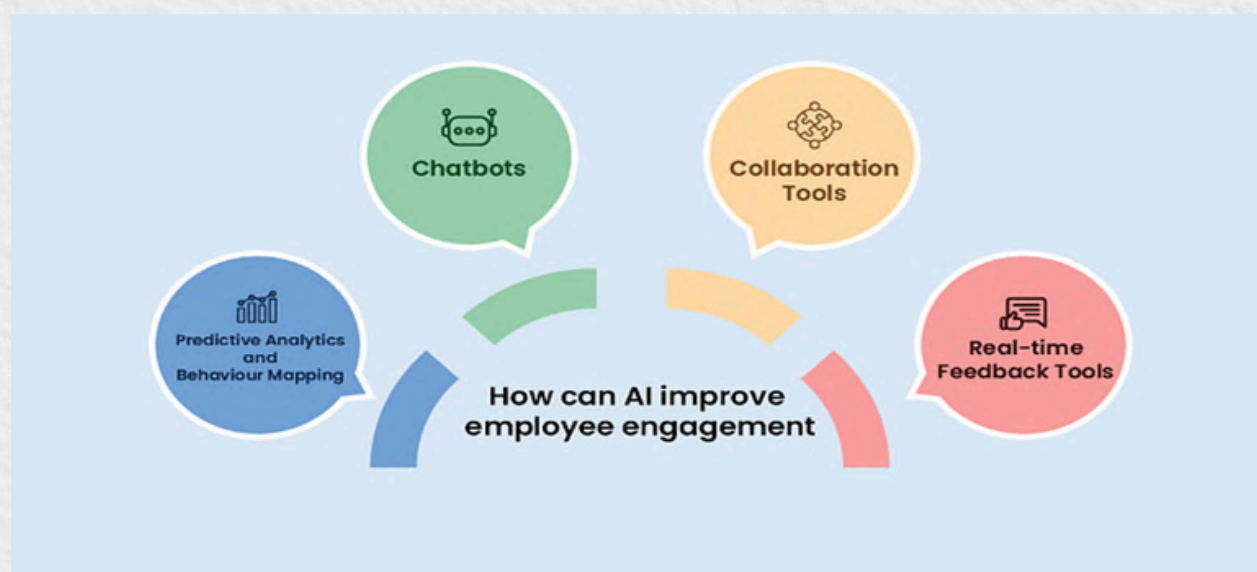 Chatbots
Collaboration
Tools
Predictive Analytics
and
Behaviour Mapping
Real-time
Feedback Tools
How can AI improve
employee engagement